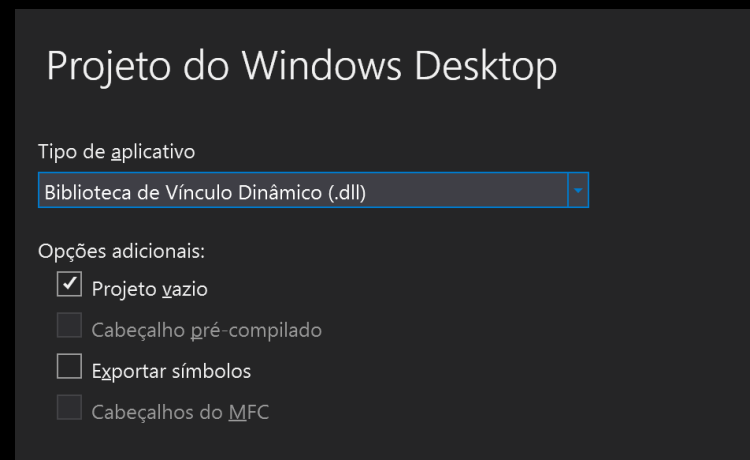 Projeto do Windows Desktop
Tipo de aplicativo
Biblioteca de Vínculo Dinâmico (.dll)
Opções adicionais:
Projeto vazio
Cabeçalho pré-compilado
Exportar símbolos
Cabeçalhos do MFC